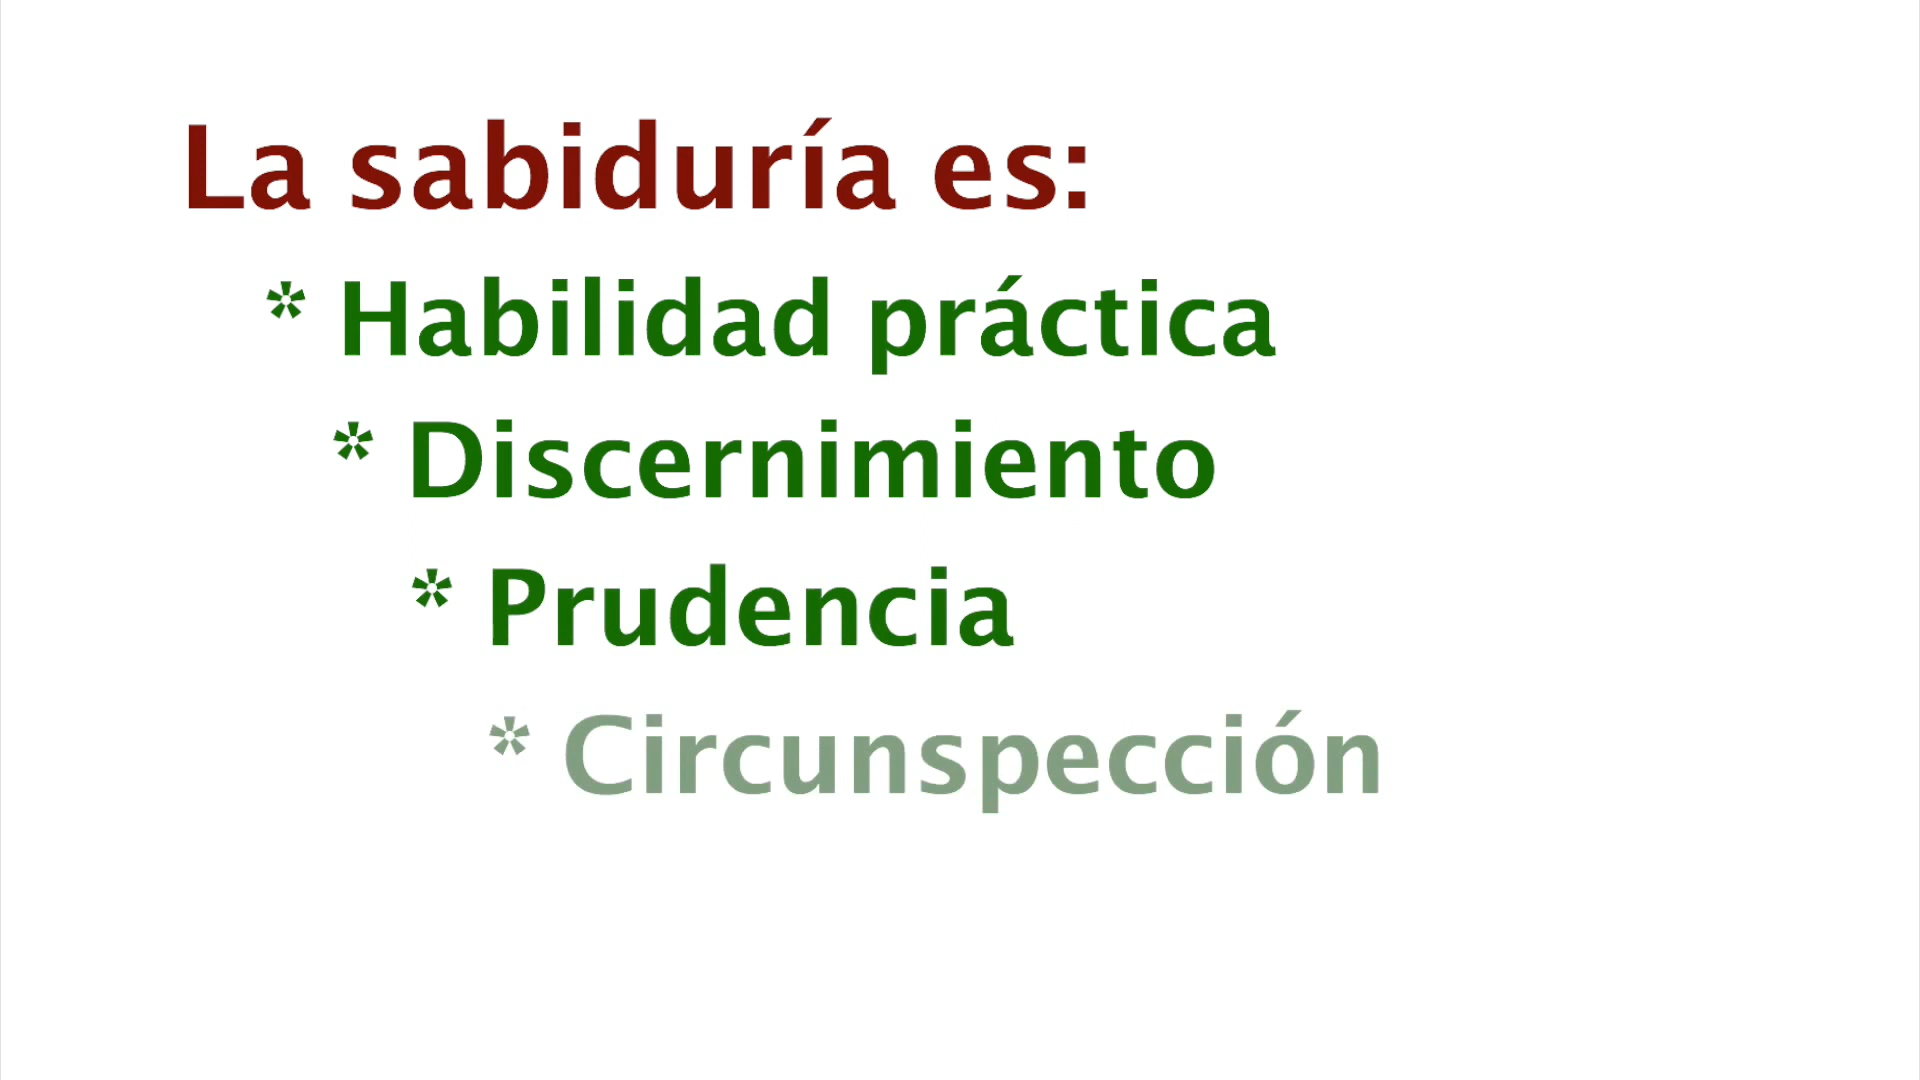 La sabiduría es:
* Habilidad práctica
* Discernimiento
* Prudencia
* Circunspección